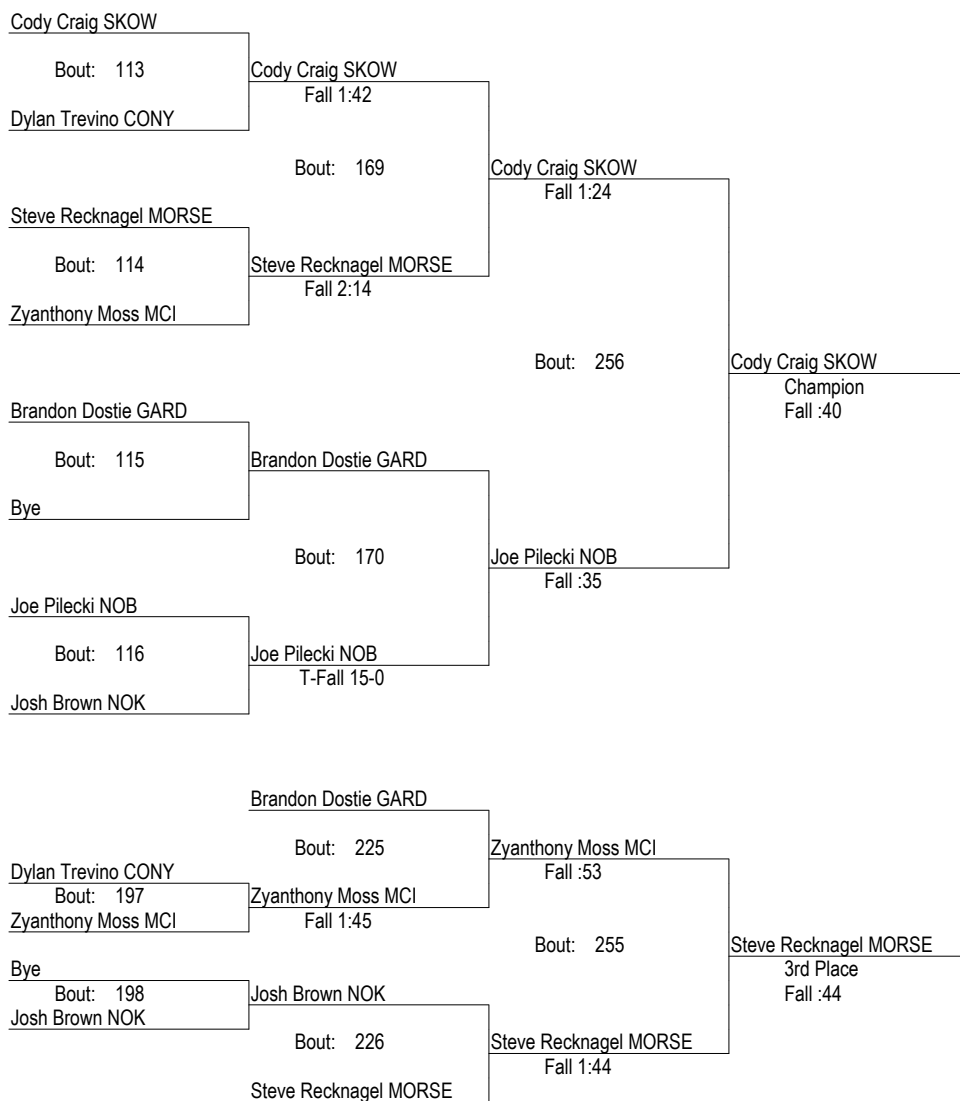 Cody Craig SKOW
Bout: 113
Cody Craig SKOW
Fall 1:42
Dylan Trevino CONY
Bout: 169
Cody Craig SKOW
Fall 1:24
Steve Recknagel MORSE
Bout: 114
Steve Recknagel MORSE
Fall 2:14
Zyanthony Moss MCI
Bout: 256
Cody Craig SKOW
Champion
Fall :40
Brandon Dostie GARD
Bout: 115
Brandon Dostie GARD
Bye
Bout: 170
Joe Pilecki NOB
Fall :35
Joe Pilecki NOB
Bout: 116
Joe Pilecki NOB
T-Fall 15-0
Josh Brown NOK
Brandon Dostie GARD
Bout: 225
Zyanthony Moss MCI
Fall :53
Dylan Trevino CONY
Bout: 197
Zyanthony Moss MCI
Zyanthony Moss MCI
Fall 1:45
Bout: 255
Steve Recknagel MORSE
3rd Place
Fall :44
Bye
Bout: 198
Josh Brown NOK
Josh Brown NOK
Bout: 226
Steve Recknagel MORSE
Fall 1:44
Steve Recknagel MORSE